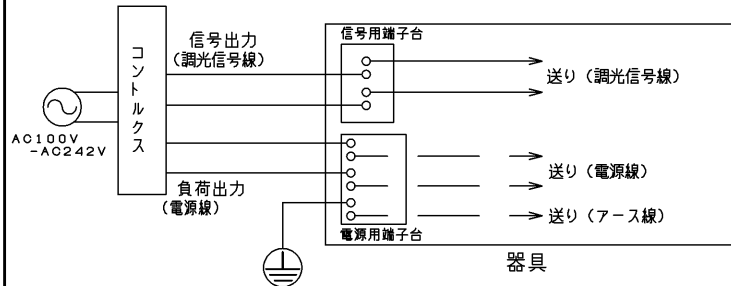 信号出力
(調光信号線)
信号用端子台
送り(調光信号線)
コントルクス
AC100V
-AC242V
負荷出力
(電源線)
送り(電源線)
送り(アース線)
電源用端子台
器具